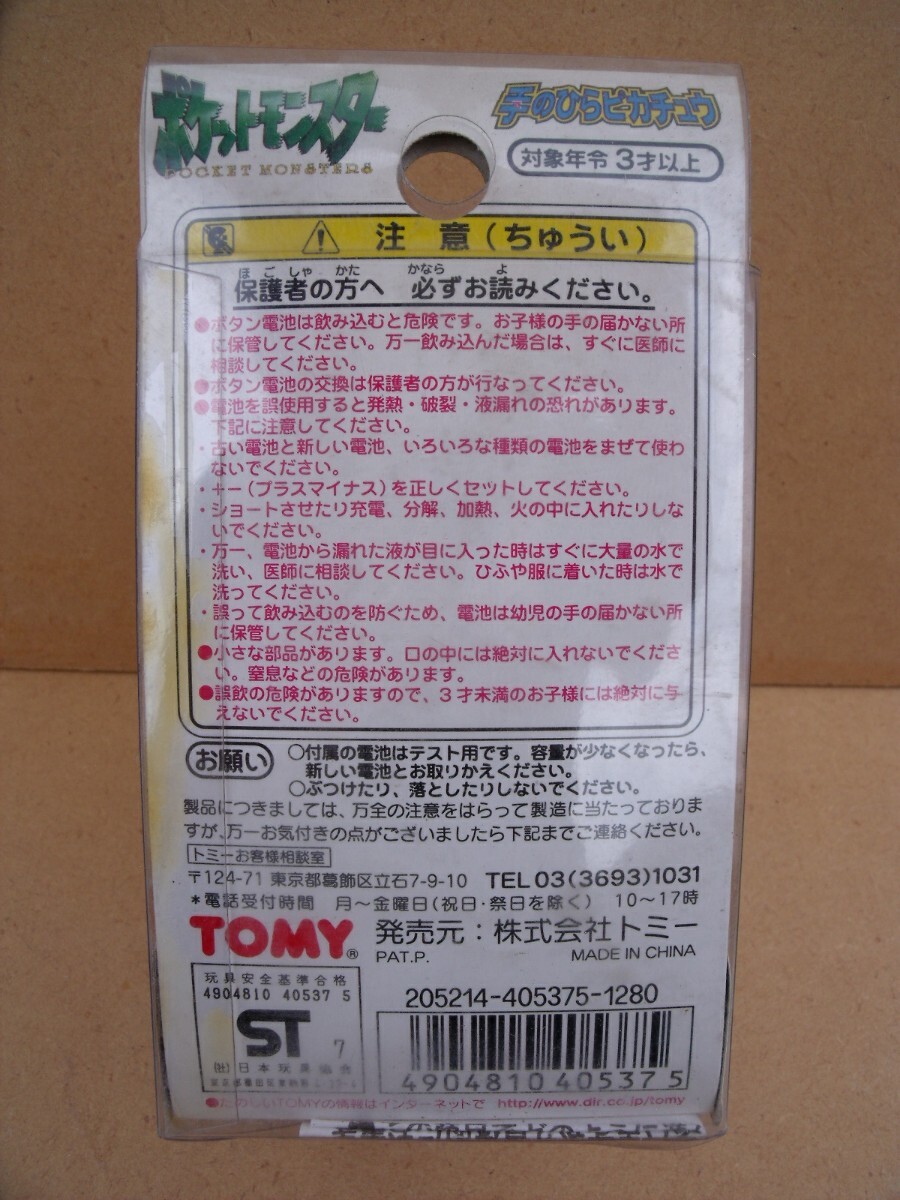 ポケットモンスター
POCKET MONSTERS
手のひらピカチュウ
対象年令 3才以上
注 意(ちゅうい)
ほごしゃ かた かなら よ
保護者の方へ 必ずお読みください。
●ボタン電池は飲み込むと危険です。お子様の手の届かない所
に保管してください。万一飲み込んだ場合は、すぐに医師に
相談してください。
●ボタン電池の交換は保護者の方が行なってください。
●電池を誤使用すると発熱・破裂・液漏れの恐れがあります。
下記に注意してください。
・古い電池と新しい電池、いろいろな種類の電池をまぜて使わ
ないでください。
・+-(プラスマイナス)を正しくセットしてください。
・ショートさせたり充電、分解、加熱、火の中に入れたりしな
いでください。
・万一、電池から漏れた液が目に入った時はすぐに大量の水で
洗い、医師に相談してください。ひふや服に着いた時は水で
洗ってください。
・誤って飲み込むのを防ぐため、電池は幼児の手の届かない所
に保管してください。
●小さな部品があります。口の中には絶対に入れないでくださ
い。窒息などの危険があります。
●誤飲の危険がありますので、3才未満のお子様には絶対に与
えないでください。
お願い
○付属の電池はテスト用です。容量が少なくなったら、
新しい電池とお取りかえください。
○ぶつけたり、落としたりしないでください。
製品につきましては、万全の注意をはらって製造に当たっておりま
すが、万一お気付きの点がございましたら下記までご連絡ください。
トミーお客様相談室
〒124-71 東京都葛飾区立石7-9-10 TEL 03(3693)1031
*電話受付時間 月〜金曜日(祝日・祭日を除く) 10〜17時
TOMY® 発売元:株式会社トミー
PAT.P. MADE IN CHINA
玩具安全基準合格
4904810 40537 5
ST 7
(社)日本玩具協会
205214-405375-1280
4904810 405375
●たのしいTOMYの情報はインターネットで http://www.dir.co.jp/tomy